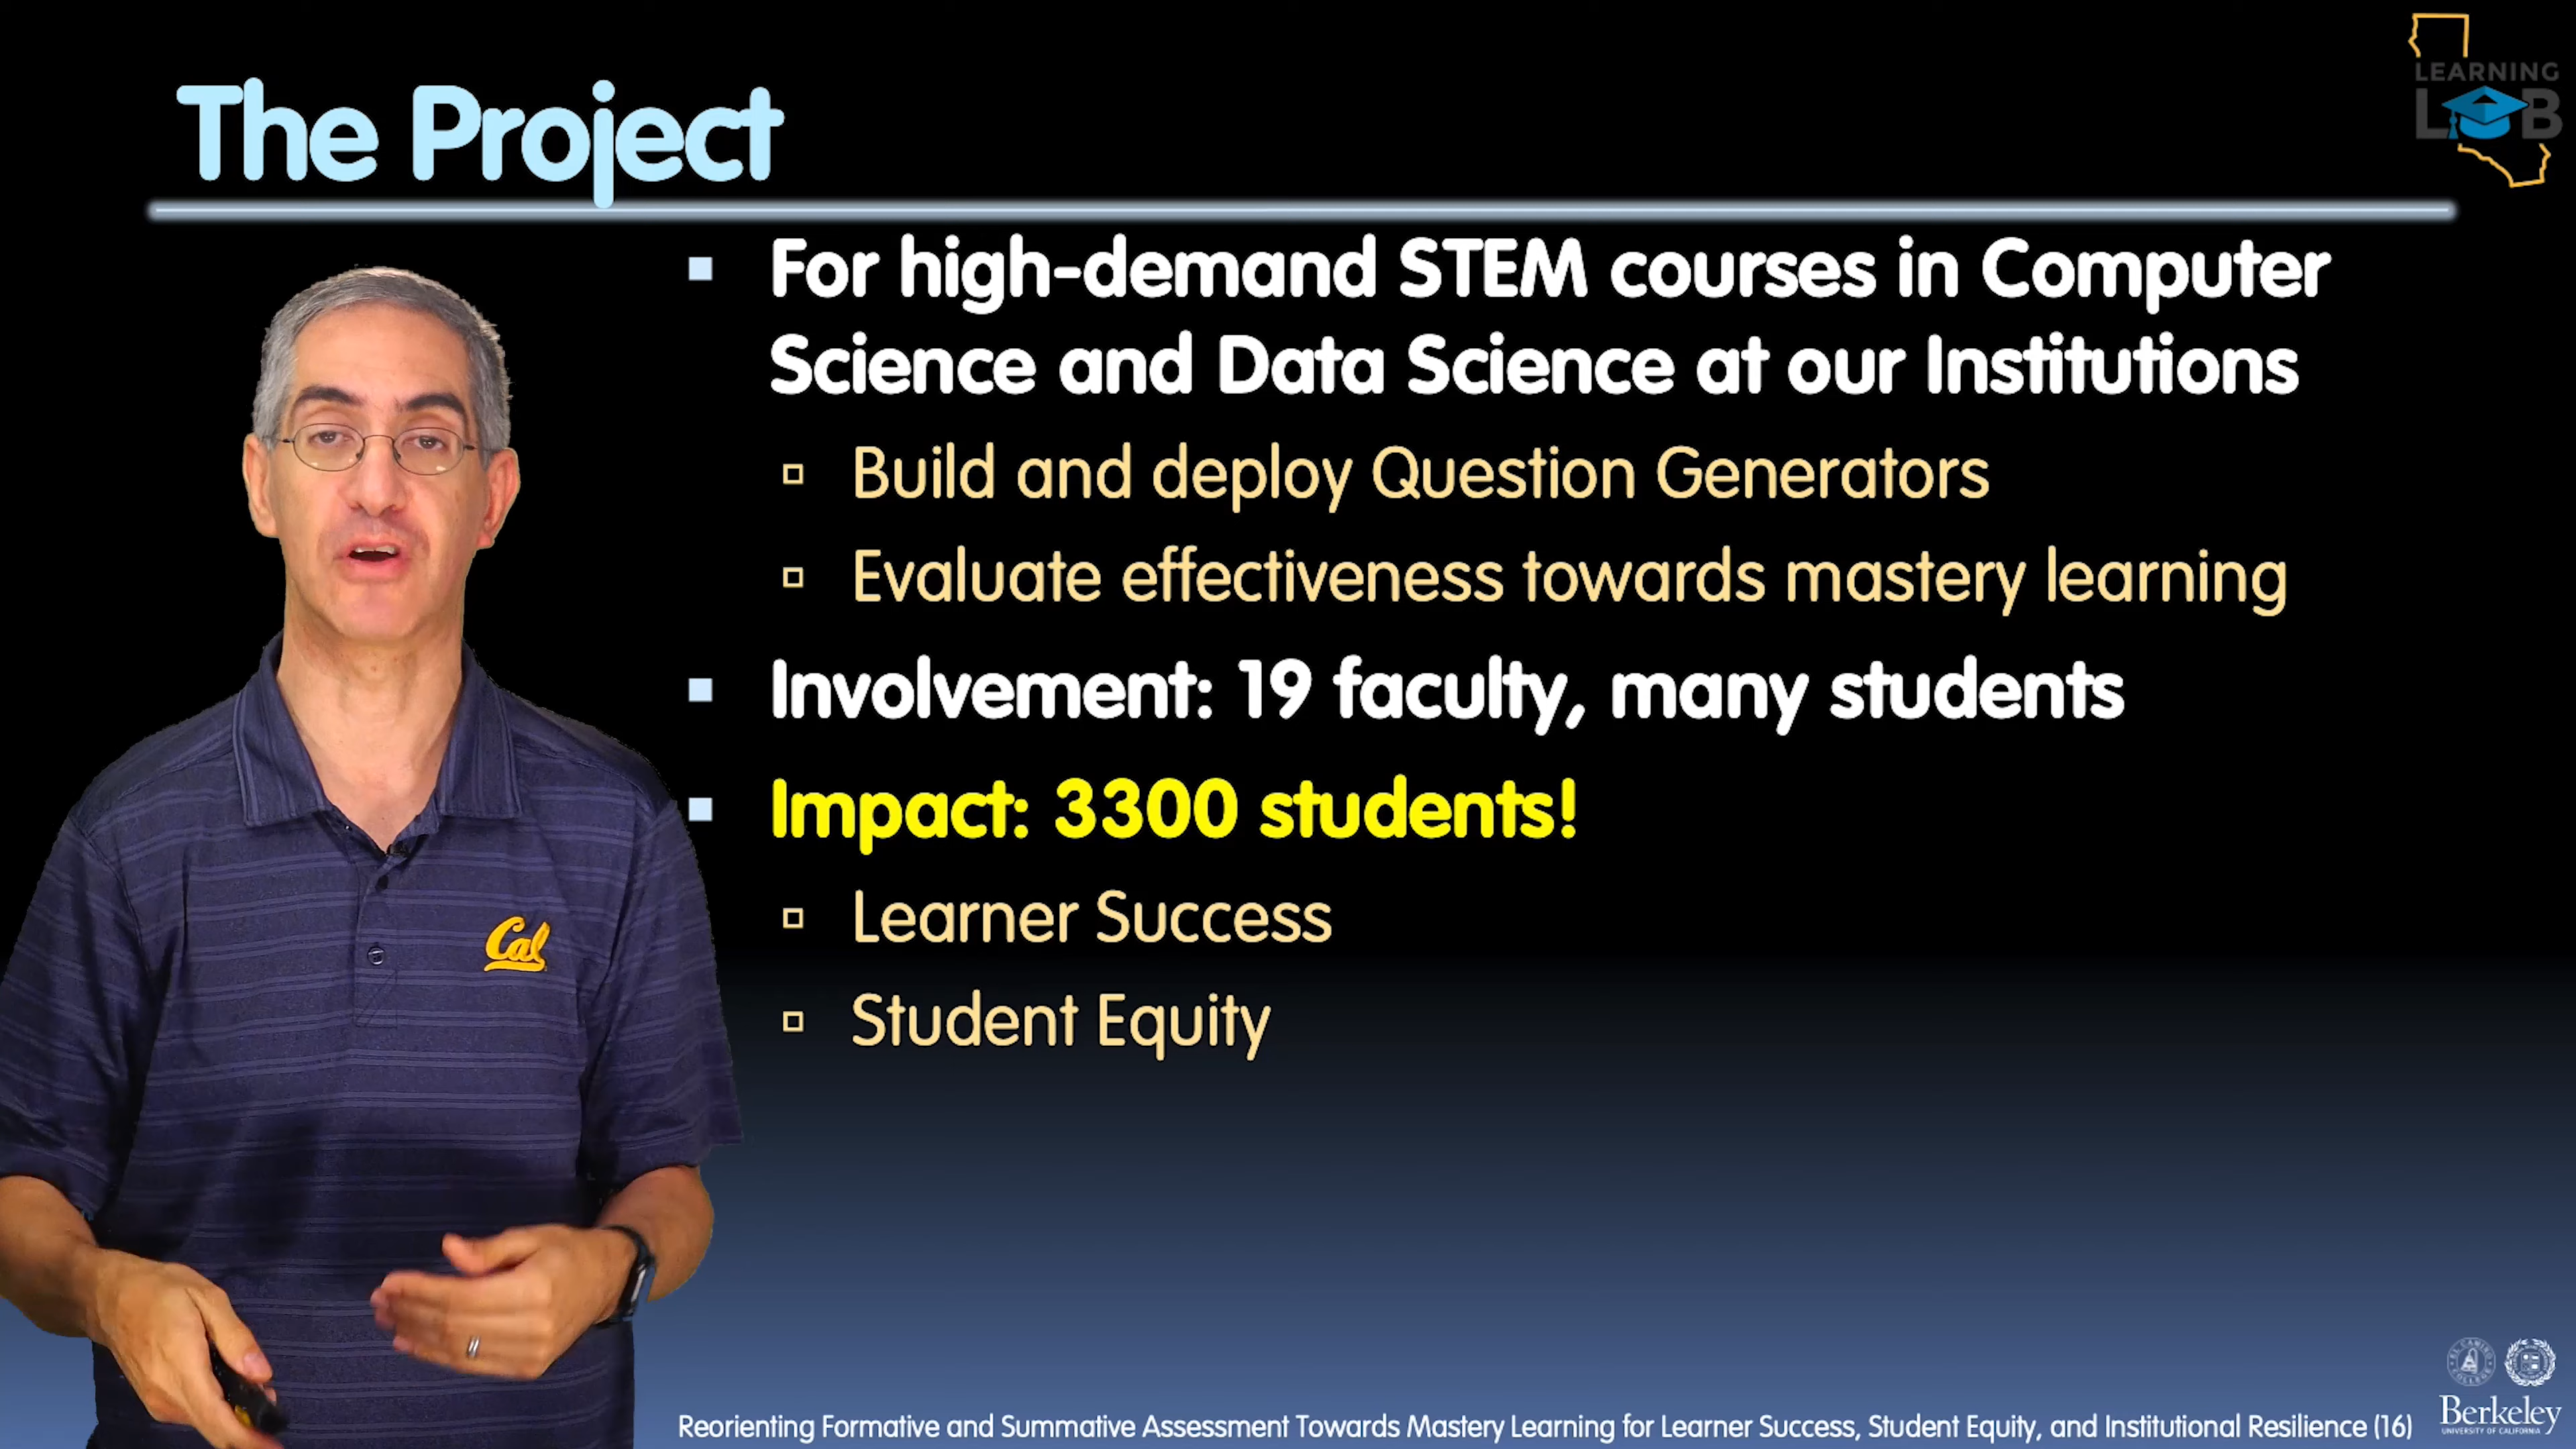 LEARNING
LAB
The Project
For high-demand STEM courses in Computer
Science and Data Science at our Institutions
Build and deploy Question Generators
Evaluate effectiveness towards mastery learning
Involvement: 19 faculty, many students
Impact: 3300 students!
Learner Success
Student Equity
Cal
Reorienting Formative and Summative Assessment Towards Mastery Learning for Learner Success, Student Equity, and Institutional Resilience (16)
Berkeley
UNIVERSITY OF CALIFORNIA